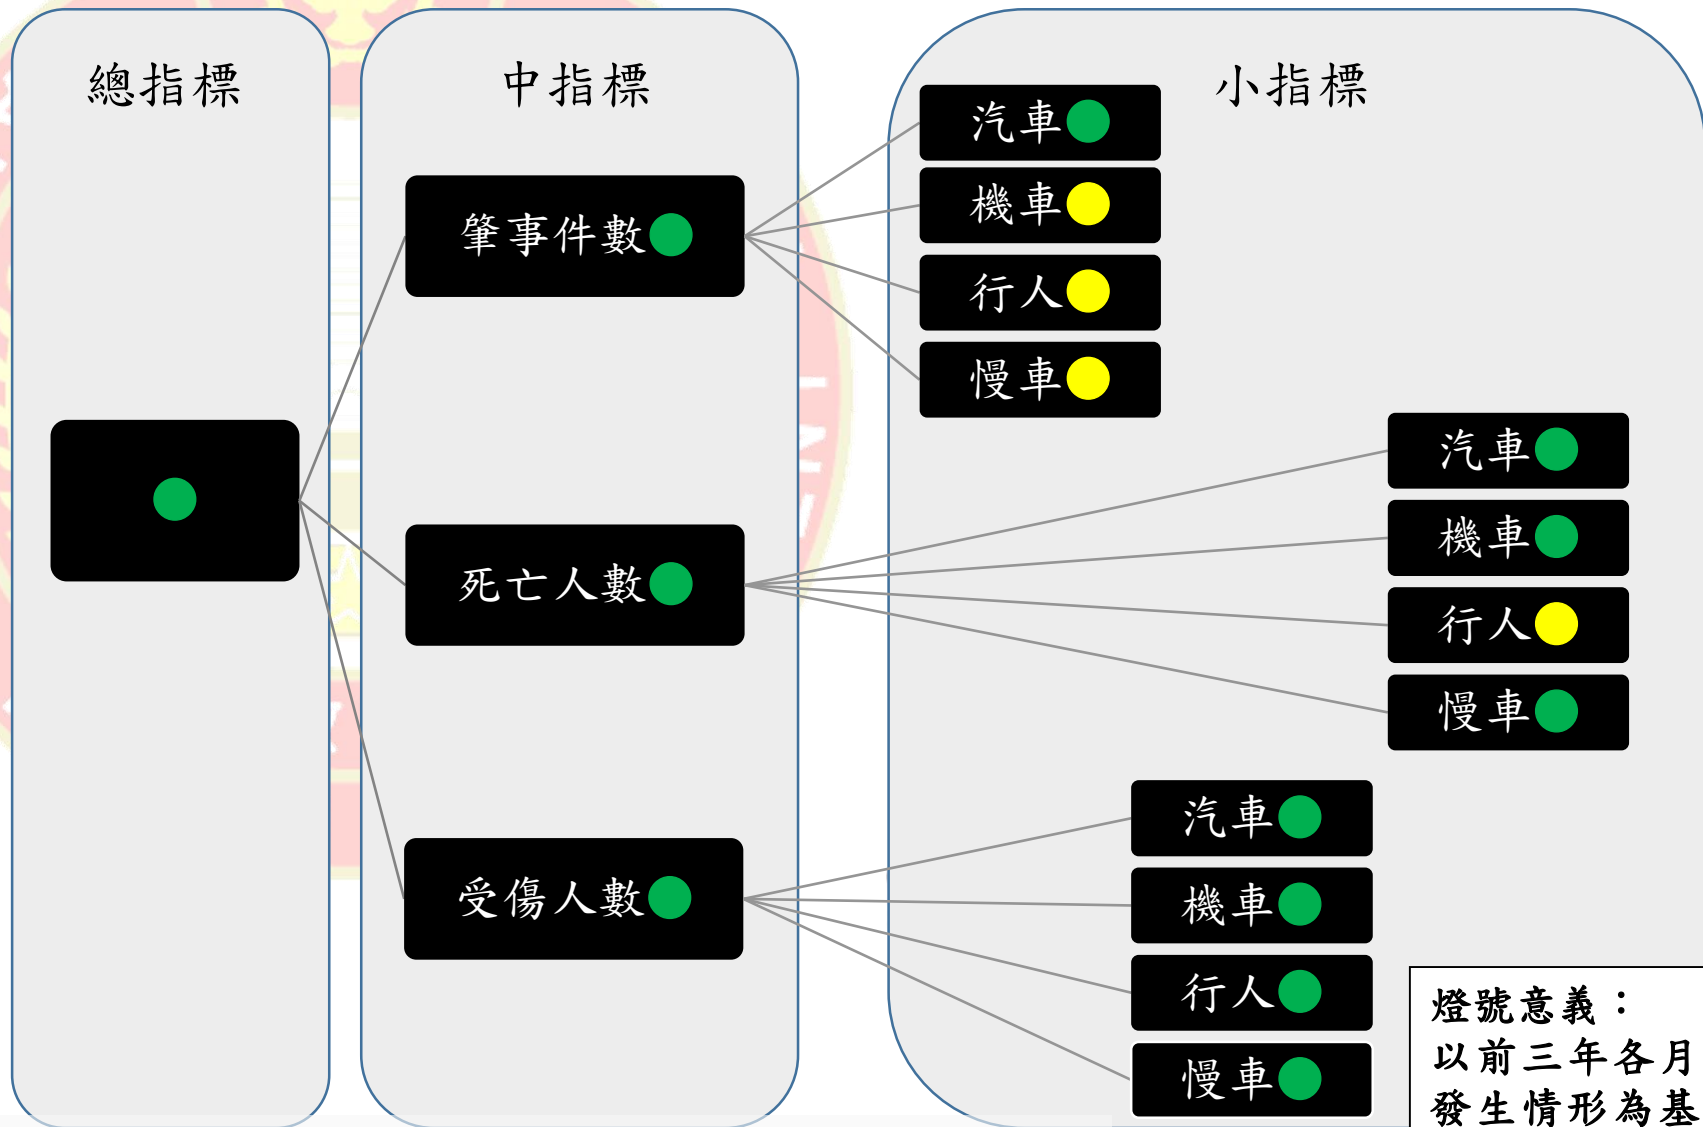 總指標
中指標
小指標
肇事件數
汽車
機車
行人
慢車
死亡人數
汽車
機車
行人
慢車
受傷人數
汽車
機車
行人
慢車
燈號意義：
以前三年各月
發生情形為基